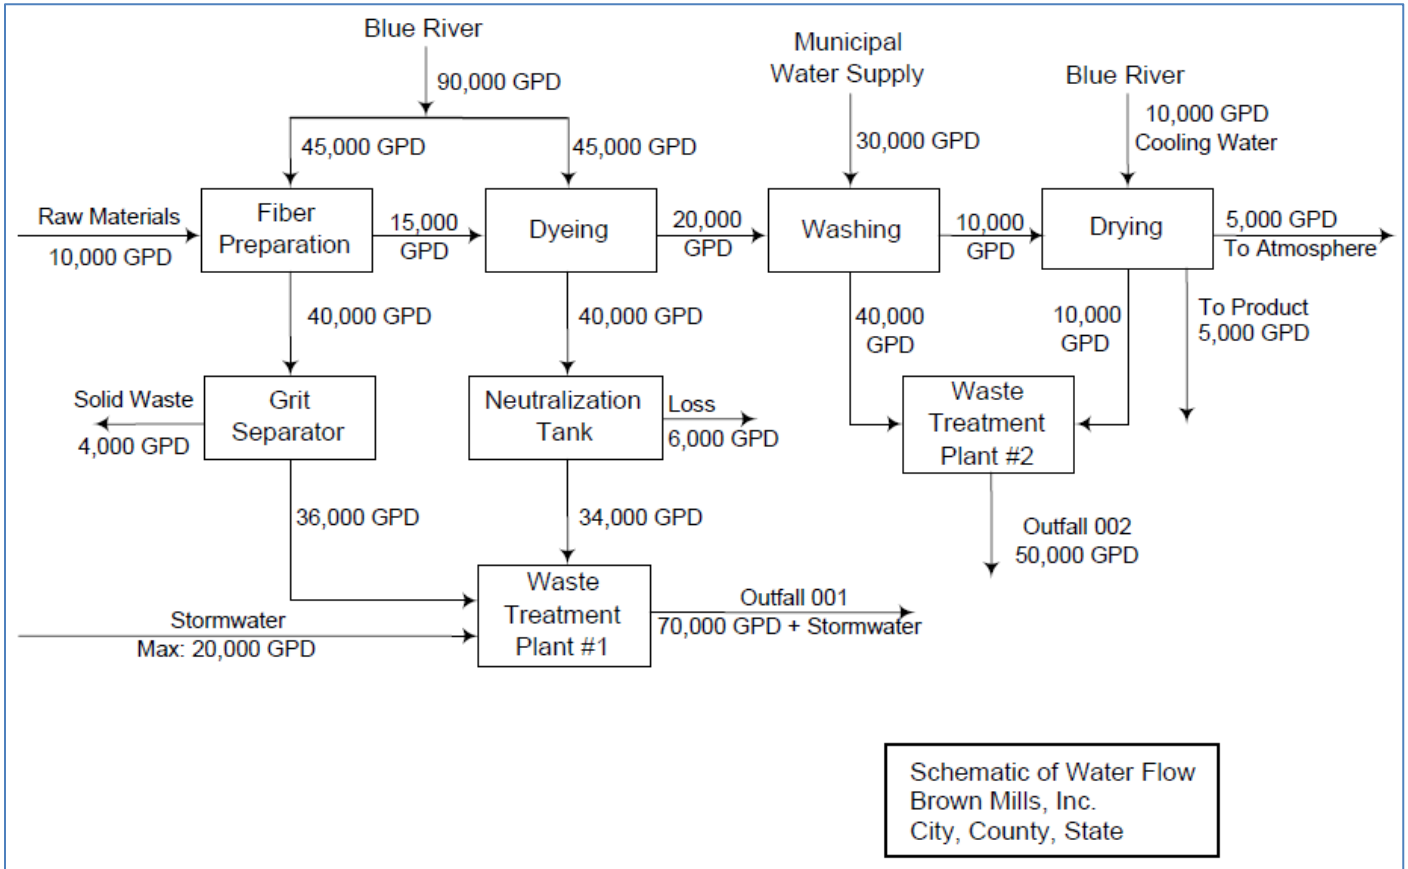 Blue River
90,000 GPD
Municipal
Water Supply
30,000 GPD
Blue River
10,000 GPD
Cooling Water
45,000 GPD
45,000 GPD
Raw Materials
10,000 GPD
Fiber
Preparation
15,000
GPD
Dyeing
20,000
GPD
Washing
10,000
GPD
Drying
5,000 GPD
To Atmosphere
40,000 GPD
40,000 GPD
40,000
GPD
10,000
GPD
To Product
5,000 GPD
Solid Waste
4,000 GPD
Grit
Separator
Neutralization
Tank
Loss
6,000 GPD
Waste
Treatment
Plant #2
36,000 GPD
34,000 GPD
Outfall 002
50,000 GPD
Stormwater
Max: 20,000 GPD
Waste
Treatment
Plant #1
Outfall 001
70,000 GPD + Stormwater
Schematic of Water Flow
Brown Mills, Inc.
City, County, State